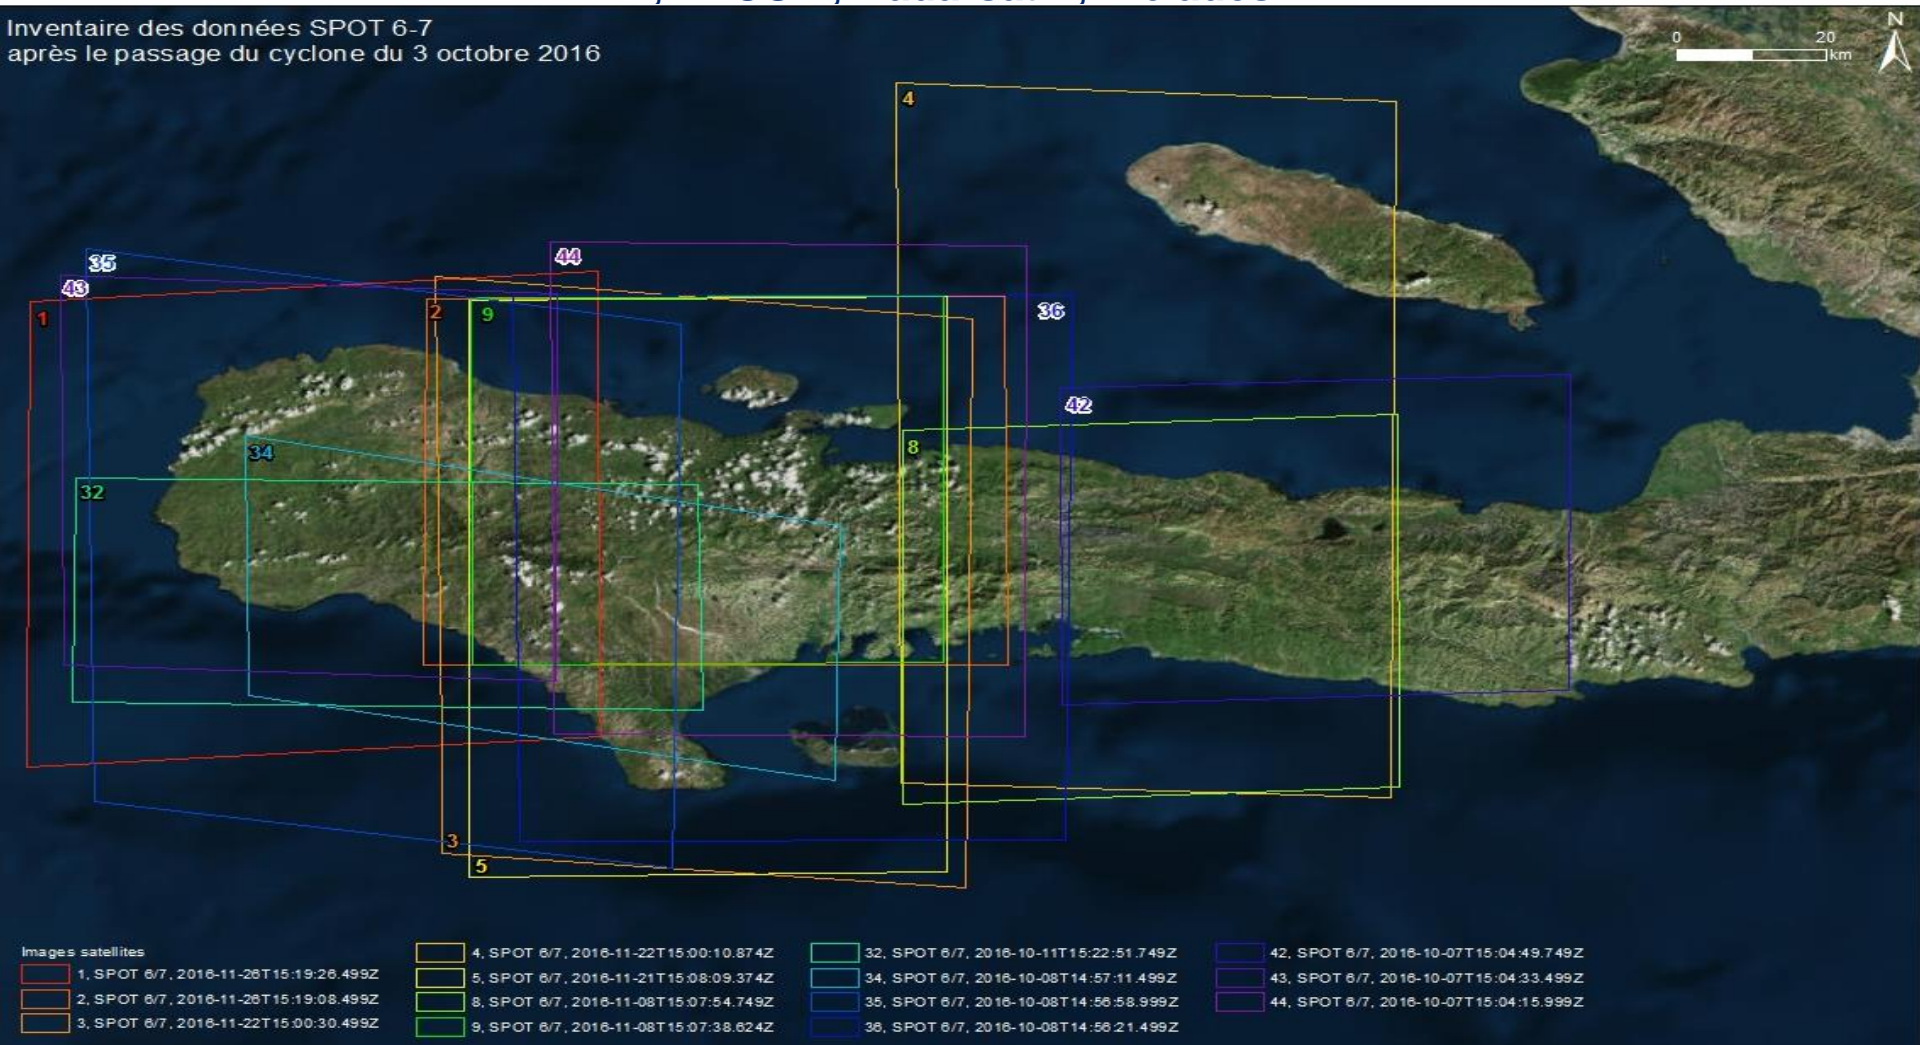 Inventaire des données SPOT 6-7
après le passage du cyclone du 3 octobre 2016
N
0 20
km
4
44
35
43
1
2
9
36
42
8
34
32
3
5
Images satellites
1, SPOT 6/7, 2016-11-26T15:19:26.499Z
2, SPOT 6/7, 2016-11-26T15:19:08.499Z
3, SPOT 6/7, 2016-11-22T15:00:30.499Z
4, SPOT 6/7, 2016-11-22T15:00:10.874Z
5, SPOT 6/7, 2016-11-21T15:08:09.374Z
8, SPOT 6/7, 2016-11-08T15:07:54.749Z
9, SPOT 6/7, 2016-11-08T15:07:38.624Z
32, SPOT 6/7, 2016-10-11T15:22:51.749Z
34, SPOT 6/7, 2016-10-08T14:57:11.499Z
35, SPOT 6/7, 2016-10-08T14:56:58.999Z
36, SPOT 6/7, 2016-10-08T14:56:21.499Z
42, SPOT 6/7, 2016-10-07T15:04:49.749Z
43, SPOT 6/7, 2016-10-07T15:04:33.499Z
44, SPOT 6/7, 2016-10-07T15:04:15.999Z